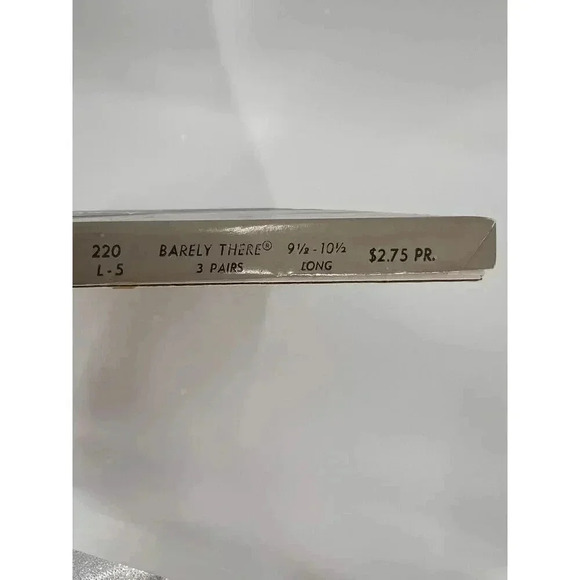 220 BARELY THERE® 9½ - 10½ $2.75 PR.
L - 5 3 PAIRS LONG